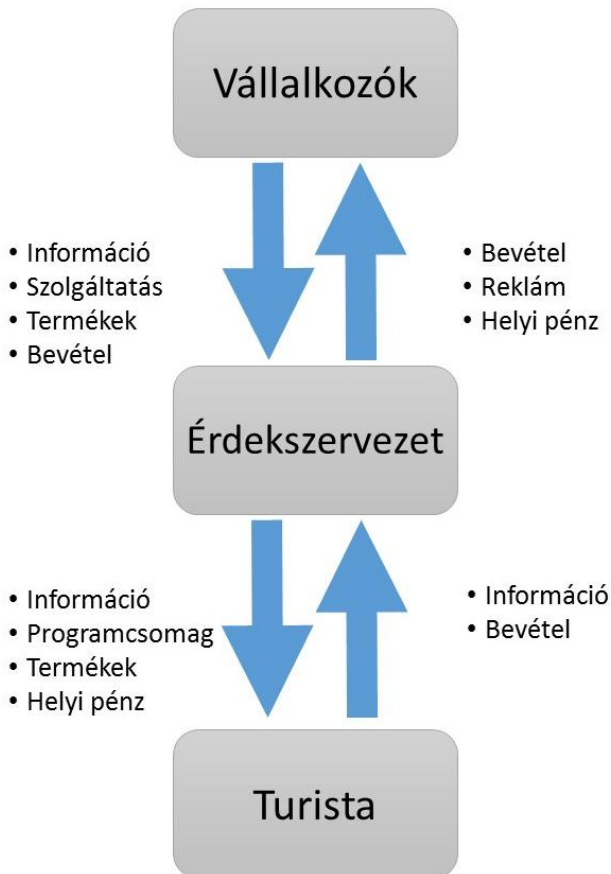 Vállalkozók
• Információ
• Szolgáltatás
• Termékek
• Bevétel
• Bevétel
• Reklám
• Helyi pénz
Érdekszervezet
• Információ
• Programcsomag
• Termékek
• Helyi pénz
• Információ
• Bevétel
Turista